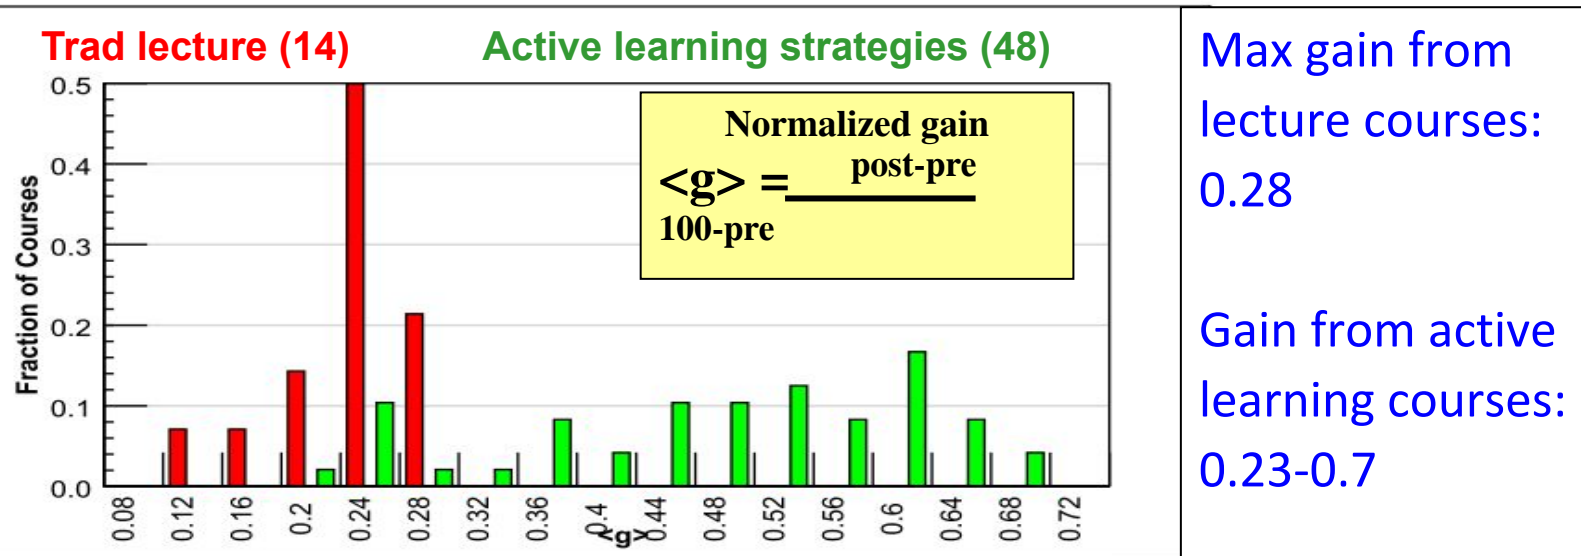 Trad lecture (14)
Active learning strategies (48)
Normalized gain
post-pre
<g> =
100-pre
Fraction of Courses
0.5
0.4
0.3
0.2
0.1
0.0
0.08 0.12 0.16 0.2 0.24 0.28 0.32 0.36 0.4 0.44 0.48 0.52 0.56 0.6 0.64 0.68 0.72
<g>
Max gain from
lecture courses:
0.28
Gain from active
learning courses:
0.23-0.7